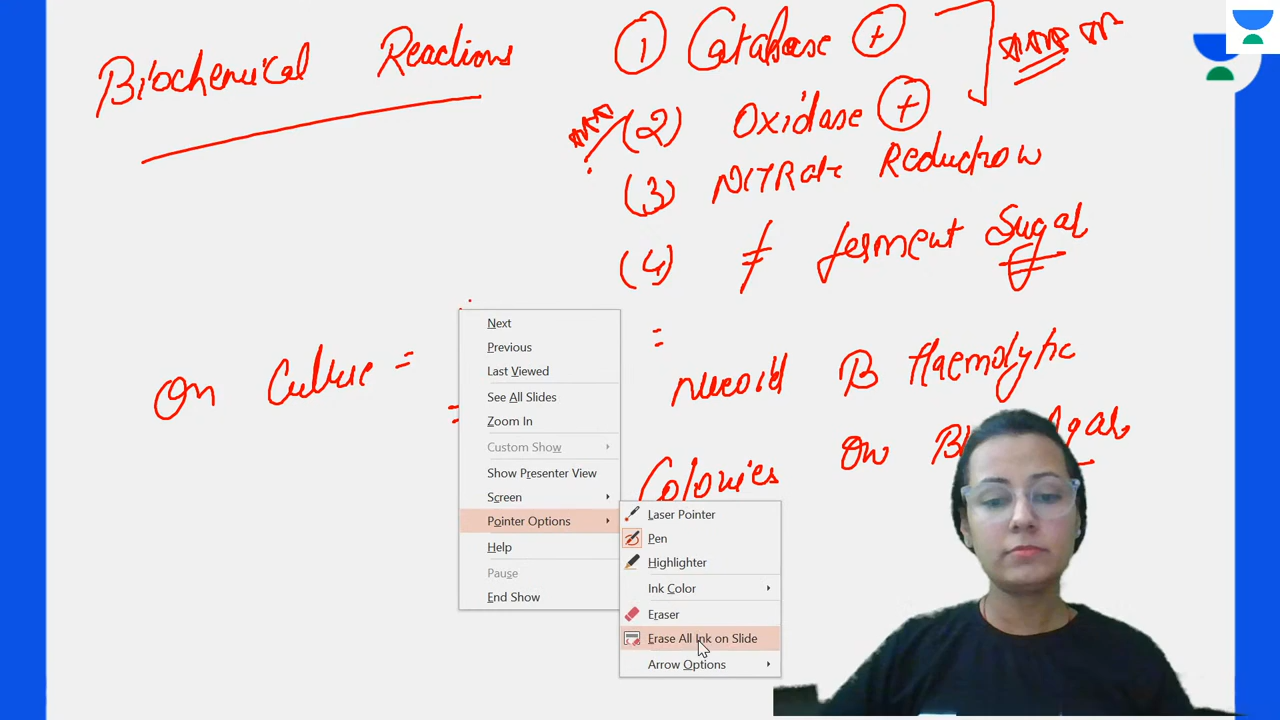 Biochemical Reactions
① Catabase ⊕
(2) Oxidase ⊕
(3) NITRate Reduction
(4) ≠ ferment Sugar
On Culture =
Mucoid B Haemolytic
Colonies on Agar
Next
Previous
Last Viewed
See All Slides
Zoom In
Custom Show
Show Presenter View
Screen
Pointer Options
Help
Pause
End Show
Laser Pointer
Pen
Highlighter
Ink Color
Eraser
Erase All Ink on Slide
Arrow Options